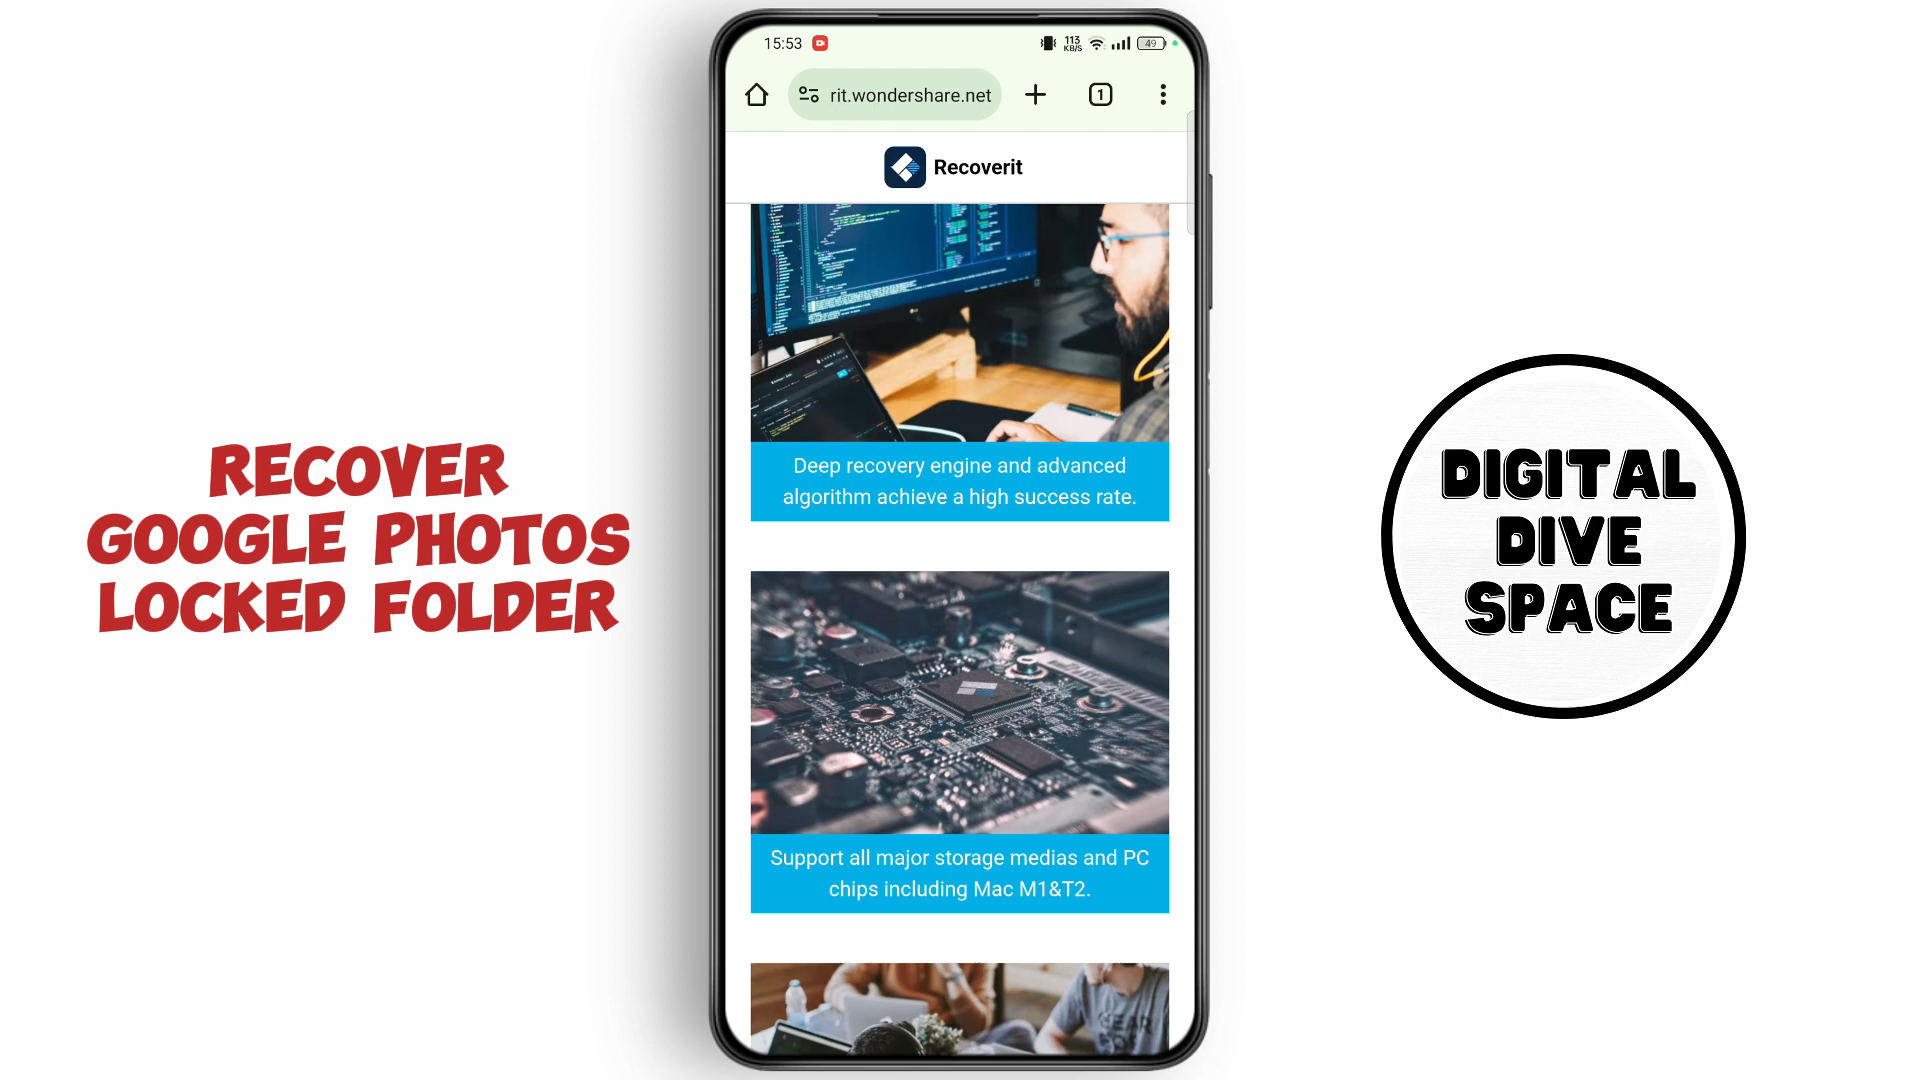 15:53
113
KB/S
49
rit.wondershare.net
1
Recoverit
Deep recovery engine and advanced
algorithm achieve a high success rate.
Support all major storage medias and PC
chips including Mac M1&T2.
RECOVER
GOOGLE PHOTOS
LOCKED FOLDER
DIGITAL
DIVE
SPACE